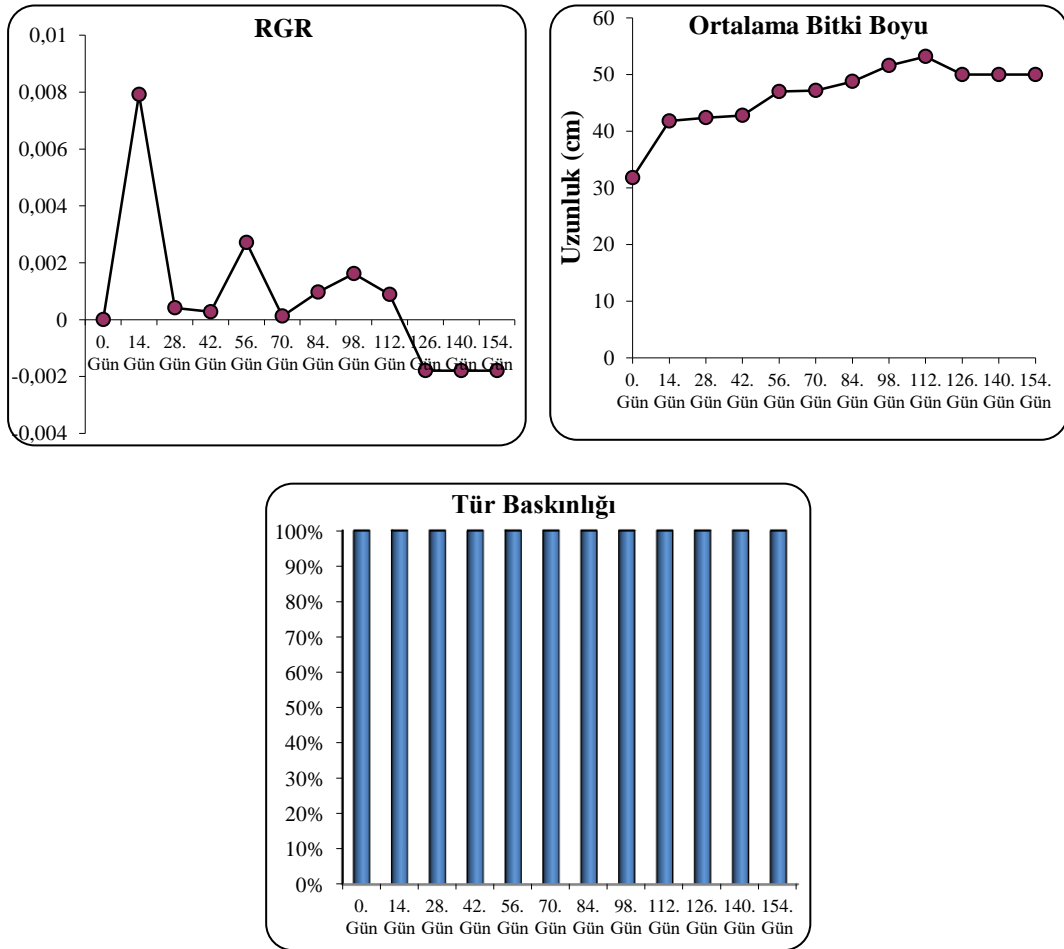 RGR
0,01
0,008
0,006
0,004
0,002
0
-0,002
-0,004
0. 14. 28. 42. 56. 70. 84. 98. 112. 126. 140. 154.
Gün Gün Gün Gün Gün Gün Gün Gün Gün Gün Gün Gün
Ortalama Bitki Boyu
Uzunluk (cm)
60
50
40
30
20
10
0
0. 14. 28. 42. 56. 70. 84. 98. 112. 126. 140. 154.
Gün Gün Gün Gün Gün Gün Gün Gün Gün Gün Gün Gün
Tür Baskınlığı
100%
90%
80%
70%
60%
50%
40%
30%
20%
10%
0%
0. 14. 28. 42. 56. 70. 84. 98. 112. 126. 140. 154.
Gün Gün Gün Gün Gün Gün Gün Gün Gün Gün Gün Gün